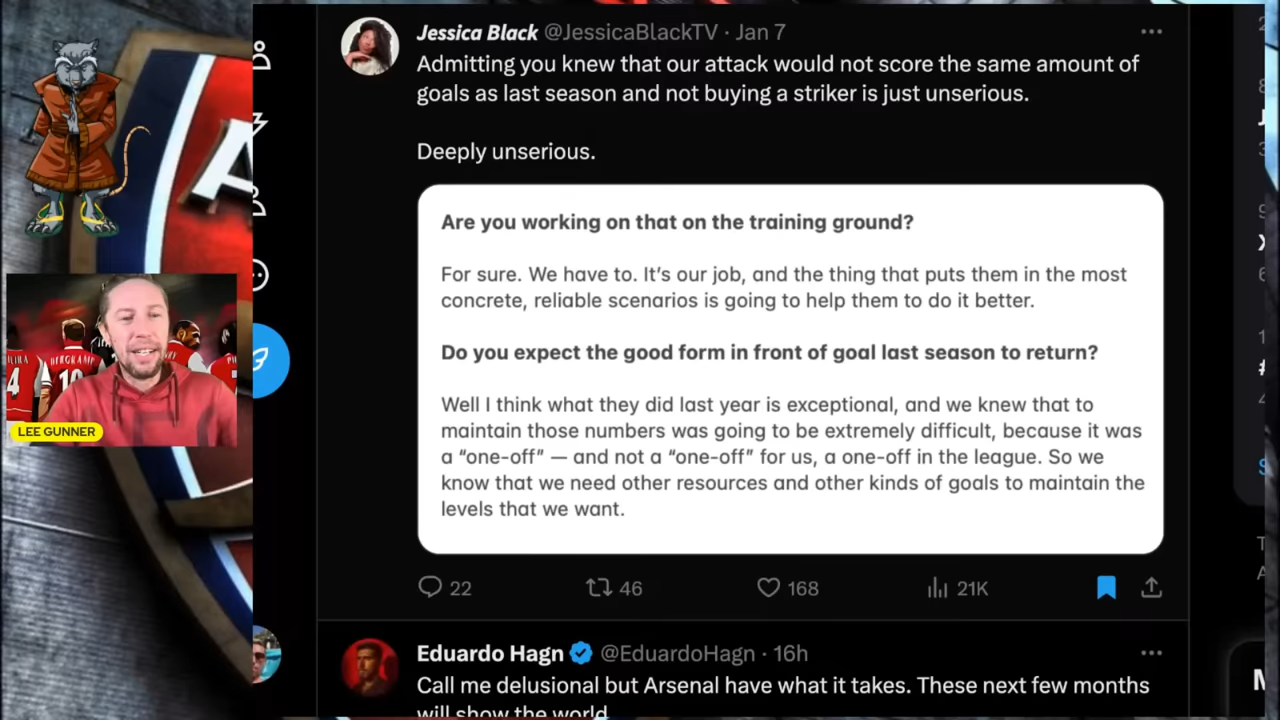 Jessica Black @JessicaBlackTV · Jan 7
Admitting you knew that our attack would not score the same amount of
goals as last season and not buying a striker is just unserious.
Deeply unserious.
Are you working on that on the training ground?
For sure. We have to. It's our job, and the thing that puts them in the most
concrete, reliable scenarios is going to help them to do it better.
Do you expect the good form in front of goal last season to return?
Well I think what they did last year is exceptional, and we knew that to
maintain those numbers was going to be extremely difficult, because it was
a “one-off” — and not a “one-off” for us, a one-off in the league. So we
know that we need other resources and other kinds of goals to maintain the
levels that we want.
22 46 168 21K
Eduardo Hagn @EduardoHagn · 16h
Call me delusional but Arsenal have what it takes. These next few months
will show the world
BERGKAMP
4 10
LEE GUNNER